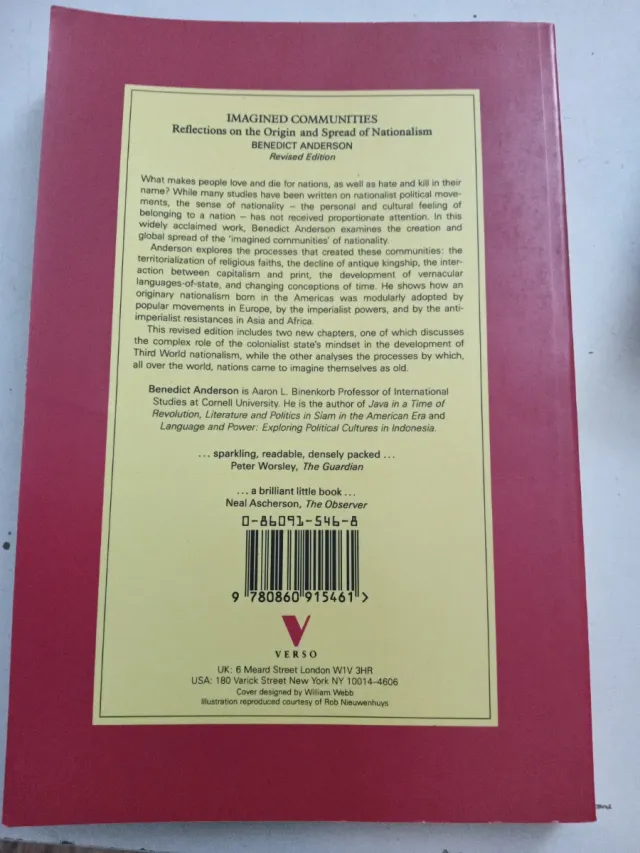 IMAGINED COMMUNITIES
Reflections on the Origin and Spread of Nationalism
BENEDICT ANDERSON
Revised Edition
What makes people love and die for nations, as well as hate and kill in their
name? While many studies have been written on nationalist political move-
ments, the sense of nationality – the personal and cultural feeling of
belonging to a nation – has not received proportionate attention. In this
widely acclaimed work, Benedict Anderson examines the creation and
global spread of the 'imagined communities' of nationality.
Anderson explores the processes that created these communities: the
territorialization of religious faiths, the decline of antique kingship, the inter-
action between capitalism and print, the development of vernacular
languages-of-state, and changing conceptions of time. He shows how an
originary nationalism born in the Americas was modularly adopted by
popular movements in Europe, by the imperialist powers, and by the anti-
imperialist resistances in Asia and Africa.
This revised edition includes two new chapters, one of which discusses
the complex role of the colonialist state's mindset in the development of
Third World nationalism, while the other analyses the processes by which,
all over the world, nations came to imagine themselves as old.
Benedict Anderson is Aaron L. Binenkorb Professor of International
Studies at Cornell University. He is the author of Java in a Time of
Revolution, Literature and Politics in Siam in the American Era and
Language and Power: Exploring Political Cultures in Indonesia.
... sparkling, readable, densely packed ...
Peter Worsley, The Guardian
... a brilliant little book ...
Neal Ascherson, The Observer
0-86091-546-8
9 780860 915461 >
VERSO
UK: 6 Meard Street London W1V 3HR
USA: 180 Varick Street New York NY 10014–4606
Cover designed by William Webb
Illustration reproduced courtesy of Rob Nieuwenhuys